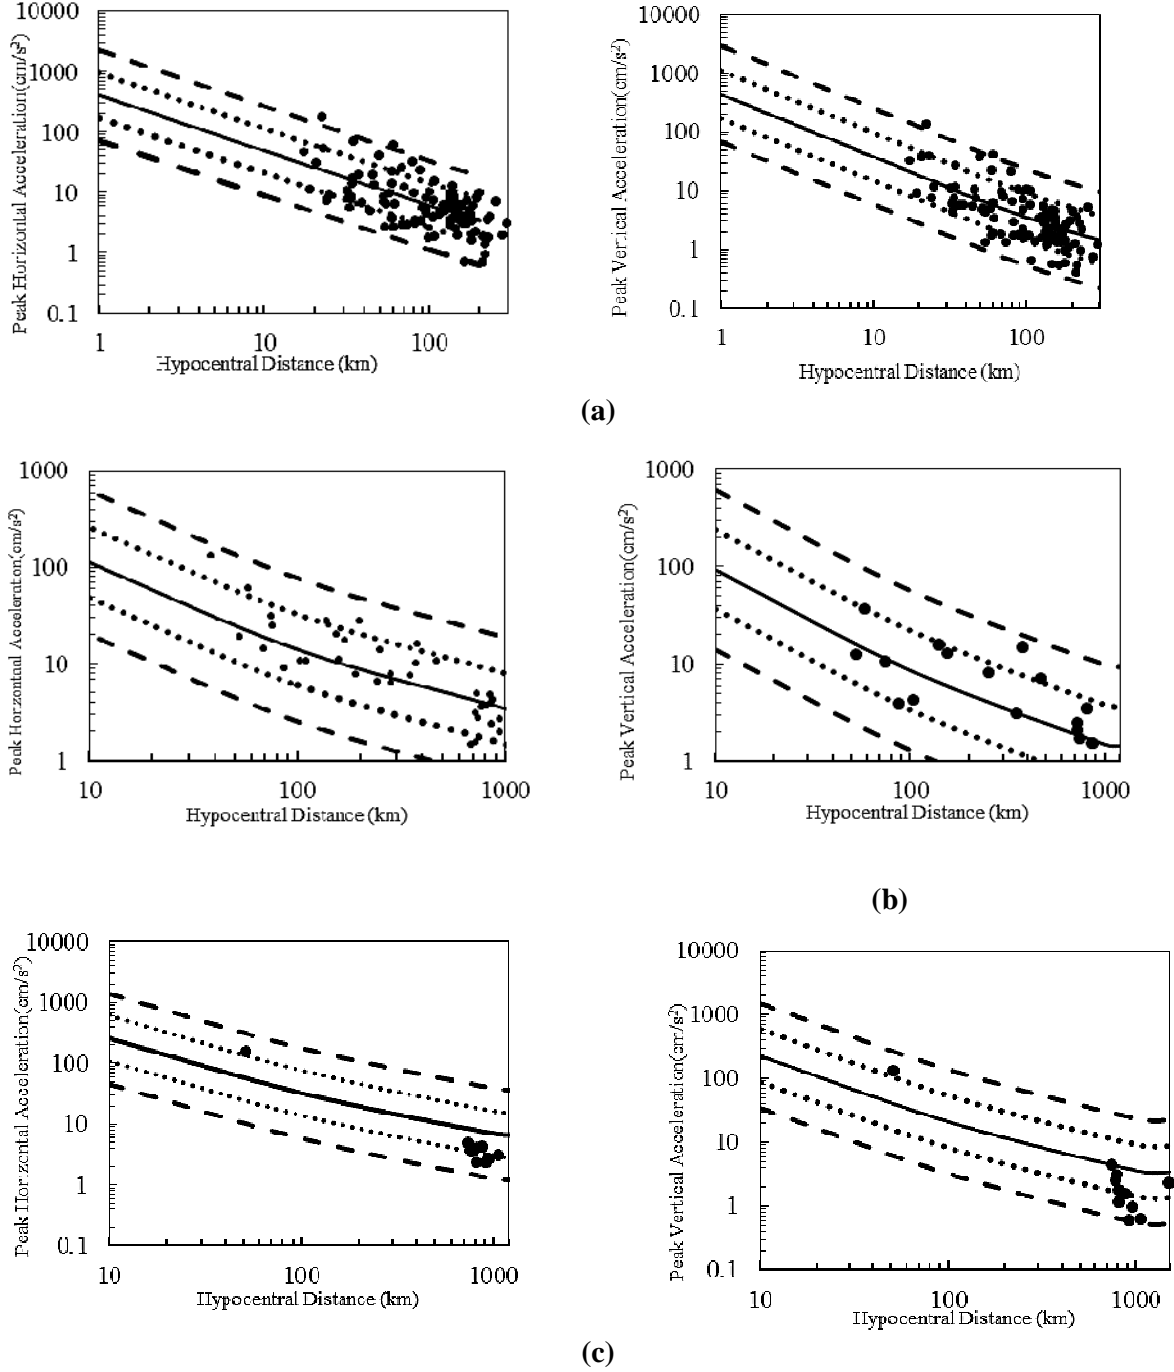 Peak Horizontal Acceleration(cm/s²)
10000
1000
100
10
1
0.1
1 10 100
Hypocentral Distance (km)
Peak Vertical Acceleration(cm/s²)
10000
1000
100
10
1
0.1
1 10 100
Hypocentral Distance (km)
(a)
Peak Horizontal Acceleration(cm/s²)
1000
100
10
1
10 100 1000
Hypocentral Distance (km)
Peak Vertical Acceleration(cm/s²)
1000
100
10
1
10 100 1000
Hypocentral Distance (km)
(b)
Peak Horizontal Acceleration(cm/s²)
10000
1000
100
10
1
0.1
10 100 1000
Hypocentral Distance (km)
Peak Vertical Acceleration(cm/s²)
10000
1000
100
10
1
0.1
10 100 1000
Hypocentral Distance (km)
(c)